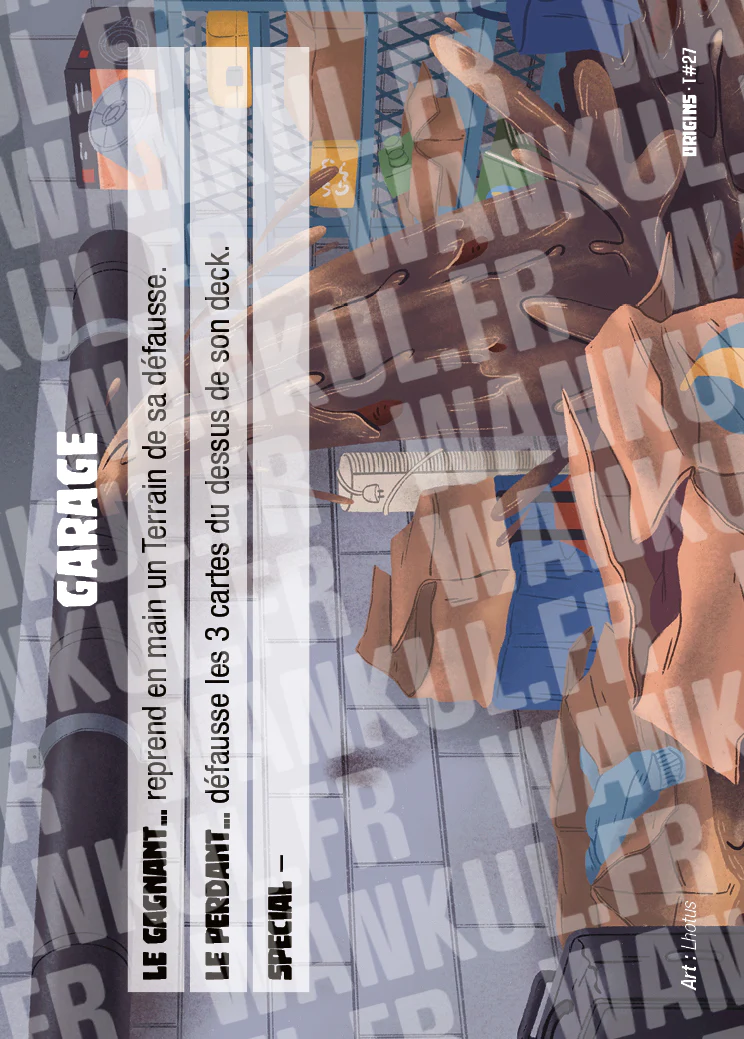 GARAGE
LE GAGNANT... reprend en main un Terrain de sa défausse.
LE PERDANT... défausse les 3 cartes du dessus de son deck.
SPECIAL –
Art : Lhotus
ORIGINS · T#27
WANKUL.FR